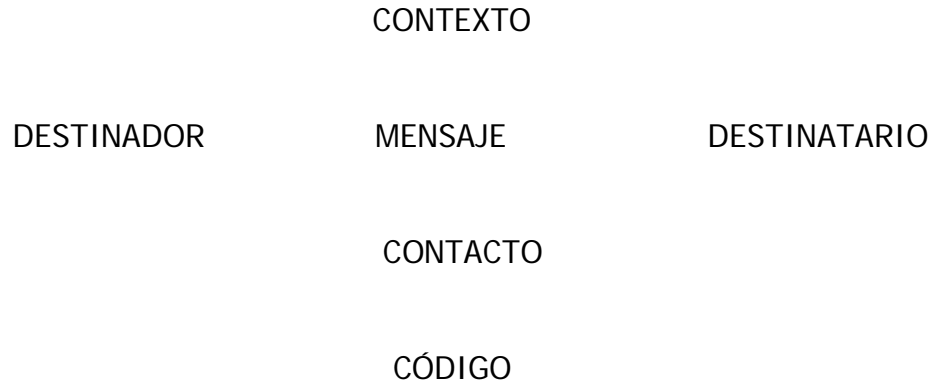 CONTEXTO
DESTINADOR MENSAJE DESTINATARIO
CONTACTO
CÓDIGO